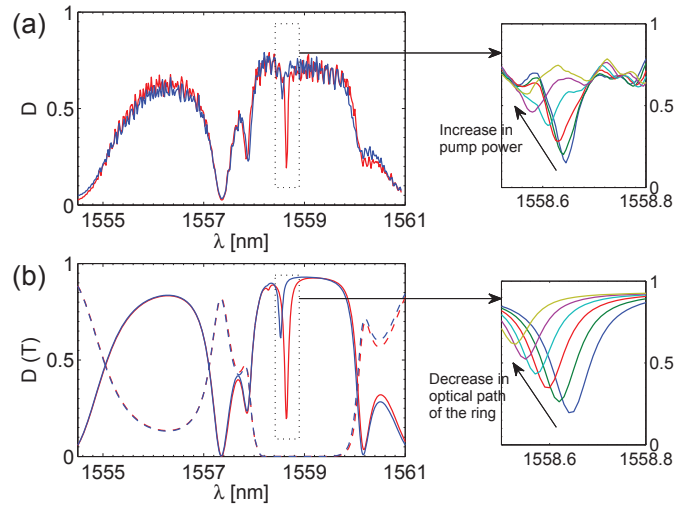 (a)
1
D
0.5
0
1555
1557
1559
1561
λ [nm]
1
0.5
0
Increase in
pump power
1558.6
1558.8
(b)
1
D (T)
0.5
0
1555
1557
1559
1561
λ [nm]
1
0.5
0
Decrease in
optical path
of the ring
1558.6
1558.8